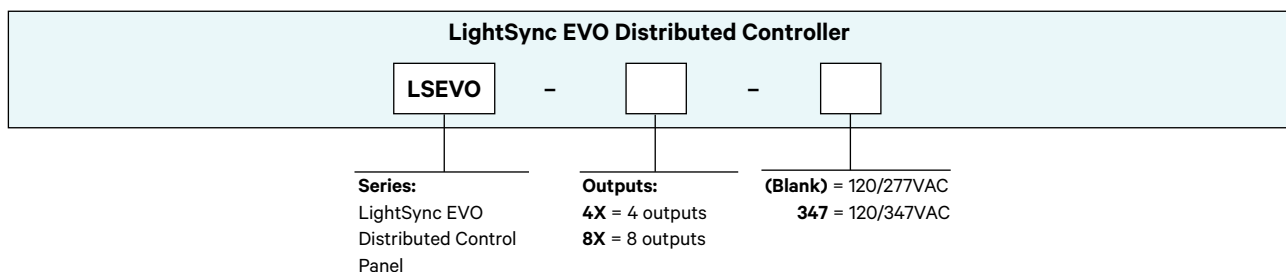 LightSync EVO Distributed Controller
LSEVO – –
Series:
LightSync EVO
Distributed Control
Panel
Outputs:
4X = 4 outputs
8X = 8 outputs
(Blank) = 120/277VAC
347 = 120/347VAC